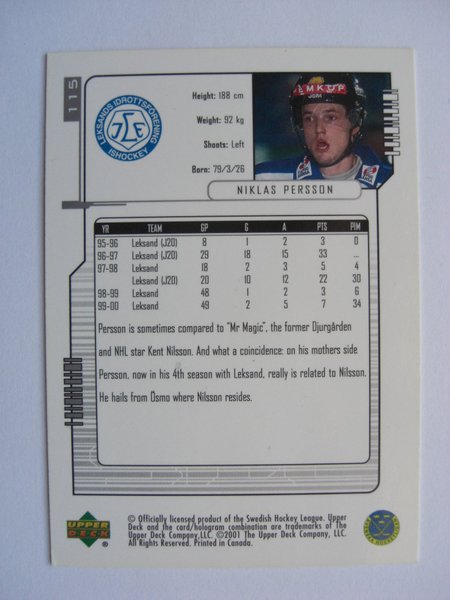 115
LEKSANDS IDROTTSFÖRENING
ISHOCKEY
Height: 188 cm
Weight: 92 kg
Shoots: Left
Born: 79/3/26
EMKOP
NIKLAS PERSSON
YR TEAM GP G A PTS PIM
95-96 Leksand (J20) 8 1 2 3 0
96-97 Leksand (J20) 29 18 15 33 ...
97-98 Leksand 18 2 3 5 4
Leksand (J20) 20 10 12 22 30
98-99 Leksand 48 1 2 3 6
99-00 Leksand 49 2 5 7 34
Persson is sometimes compared to "Mr Magic", the former Djurgården
and NHL star Kent Nilsson. And what a coincidence: on his mothers side
Persson, now in his 4th season with Leksand, really is related to Nilsson.
He hails from Ösmo where Nilsson resides.
UPPER
DECK
®
© Officially licensed product of the Swedish Hockey League. Upper
Deck and the card/hologram combination are trademarks of The
Upper Deck Company,LLC. ©2001 The Upper Deck Company, LLC.
All Rights Reserved. Printed in Canada.